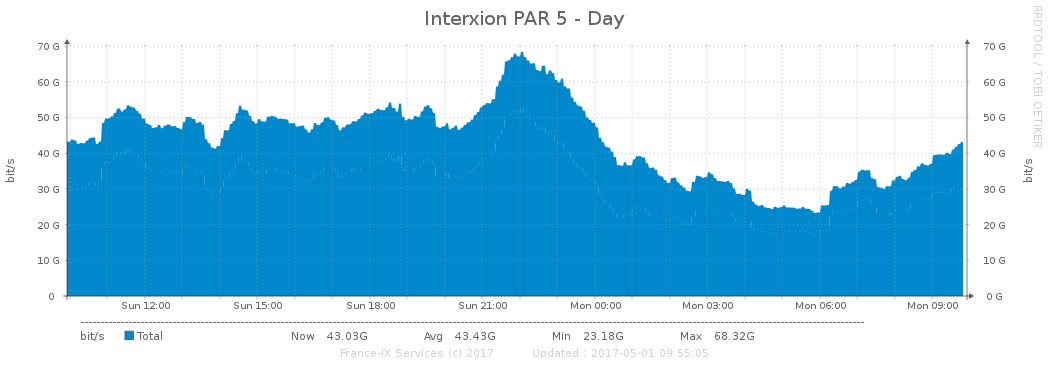 Interxion PAR 5 - Day
RRDTOOL / TOBI OETIKER
bit/s
70 G 70 G
60 G 60 G
50 G 50 G
40 G 40 G
30 G 30 G
20 G 20 G
10 G 10 G
0 0 G
bit/s
Sun 12:00 Sun 15:00 Sun 18:00 Sun 21:00 Mon 00:00 Mon 03:00 Mon 06:00 Mon 09:00
bit/s Total Now 43.03G Avg 43.43G Min 23.18G Max 68.32G
France-IX Services (c) 2017 Updated : 2017-05-01 09:55:05